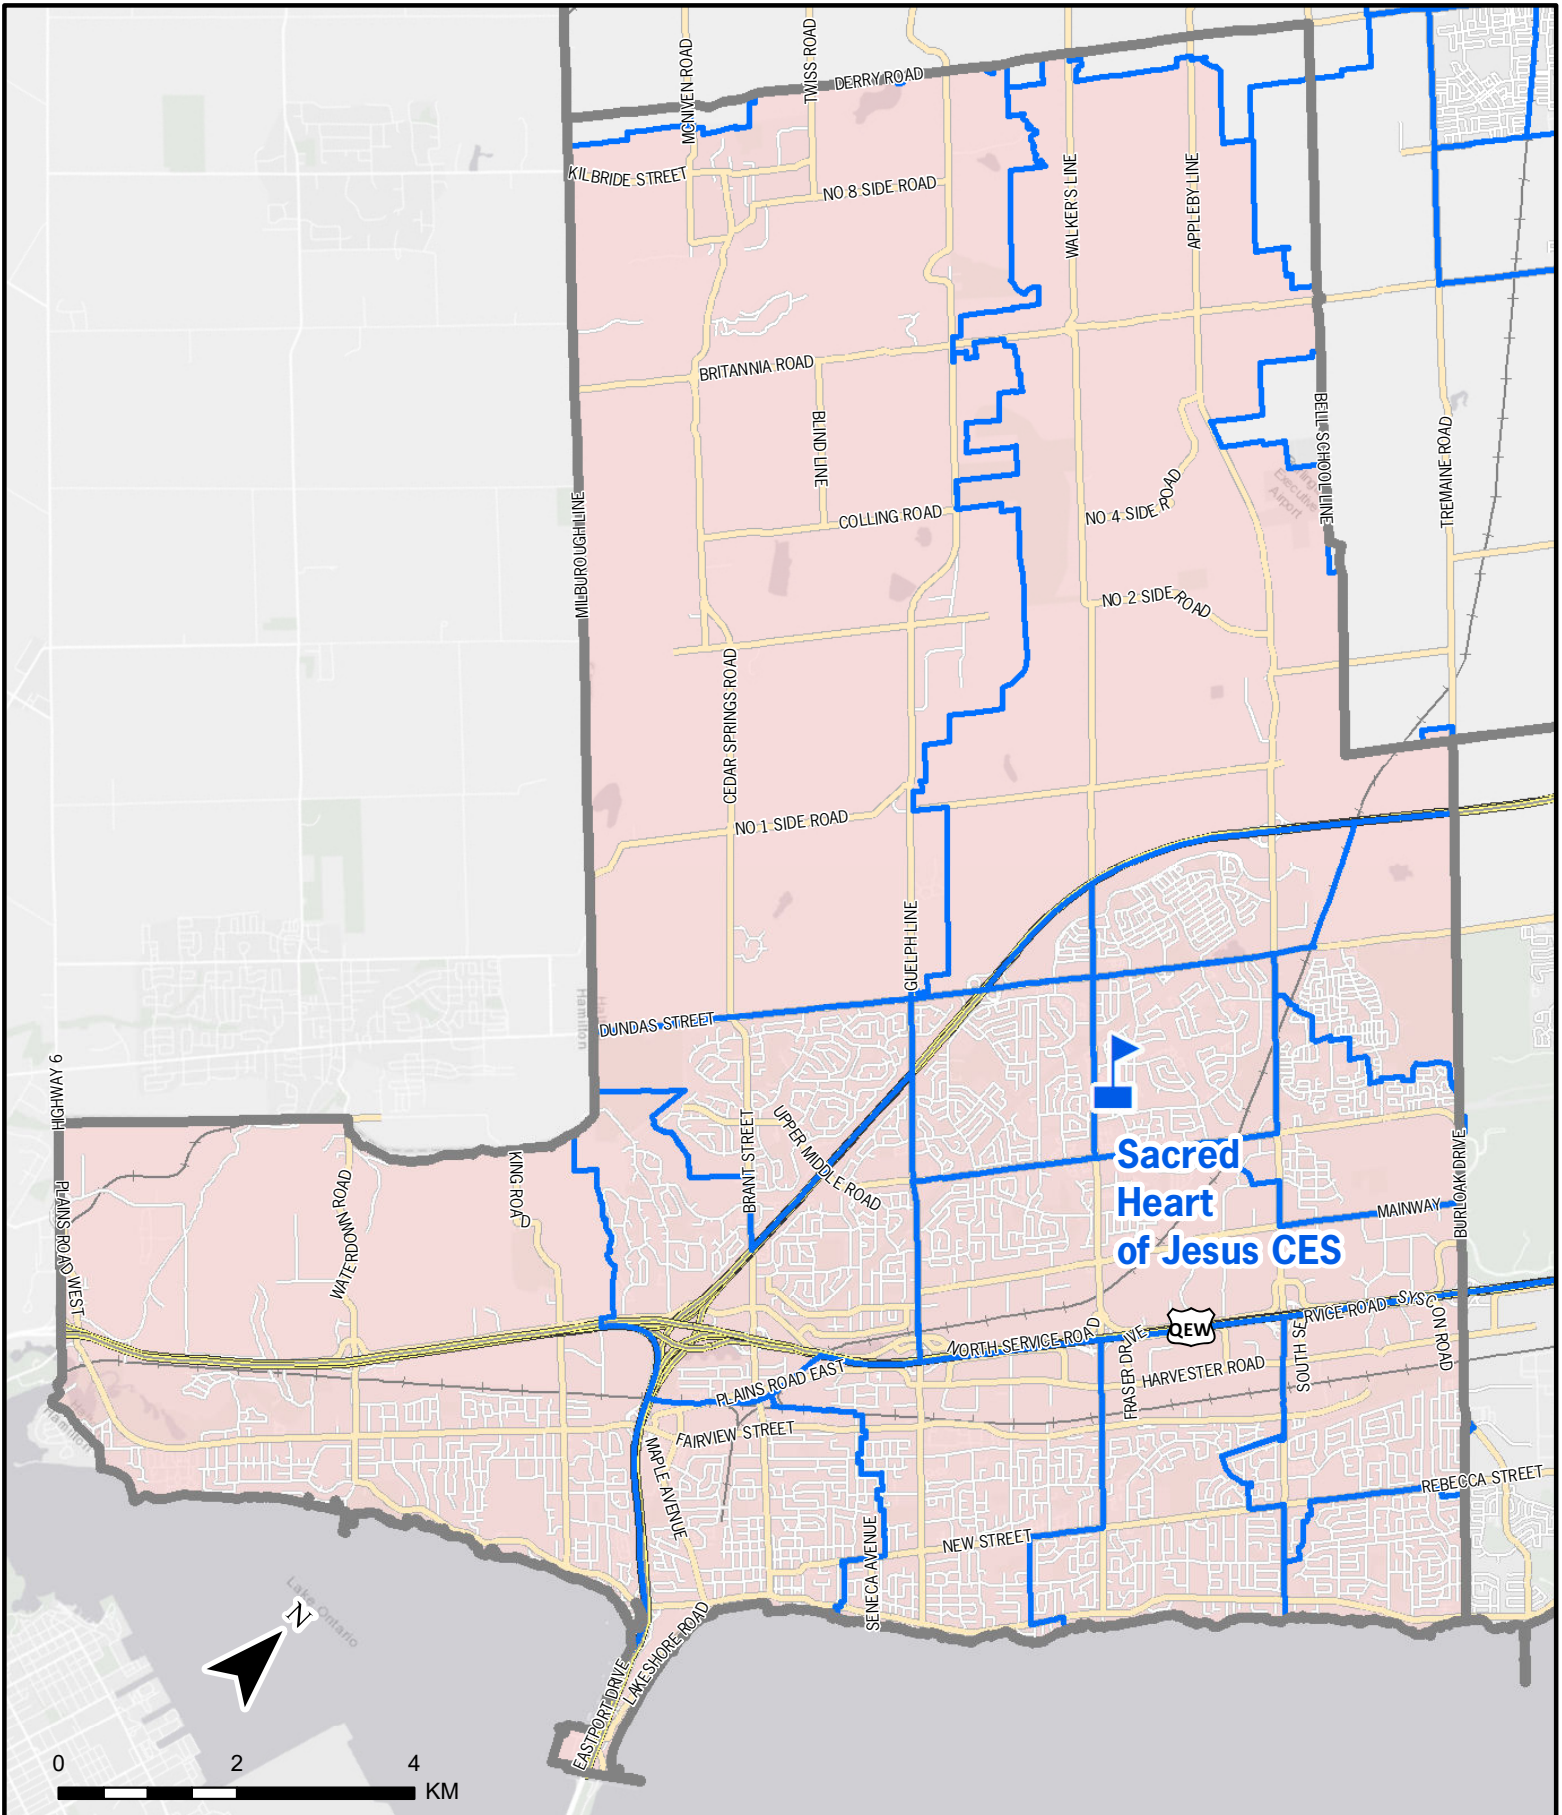 MCNIVEN ROAD
TWISS ROAD
DERRY ROAD
KILBRIDE STREET
NO 8 SIDE ROAD
WALKER'S LINE
APPLEBY LINE
BRITANNIA ROAD
BLIND LINE
BELL SCHOOL LINE
TREMAINE ROAD
Executive
Airport
NO 4 SIDE ROAD
COLLING ROAD
MILBOROUGH LINE
NO 2 SIDE ROAD
CEDAR SPRINGS ROAD
NO 1 SIDE ROAD
GUELPH LINE
Hamilton
DUNDAS STREET
HIGHWAY 6
BRANT STREET
UPPER MIDDLE ROAD
Sacred
Heart
of Jesus CES
KING ROAD
WATERDOWN ROAD
PLAINS ROAD WEST
MAINWAY
BURLOAK DRIVE
QEW
NORTH SERVICE ROAD
SOUTH SERVICE ROAD
SYSCON ROAD
FRASER DRIVE
HARVESTER ROAD
PLAINS ROAD EAST
FAIRVIEW STREET
MAPLE AVENUE
REBECCA STREET
SENECA AVENUE
NEW STREET
Lake Ontario
N
LAKESHORE ROAD
EASTPORT DRIVE
0 2 4
KM